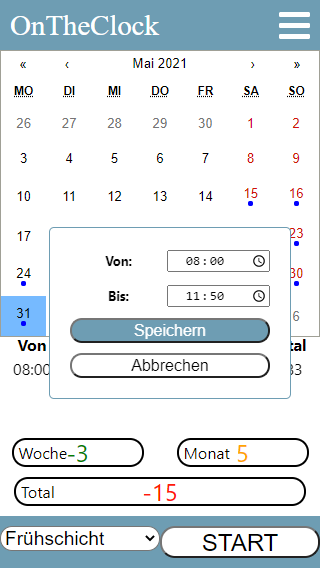 OnTheClock
« ‹ Mai 2021 › »
MO DI MI DO FR SA SO
26 27 28 29 30 1 2
3 4 5 6 7 8 9
10 11 12 13 14 15 16
17 23
Von: 08:00
24 30
Bis: 11:50
31 6
Speichern
Von
08:00
Abbrechen
Woche -3 Monat 5
Total -15
Frühschicht START